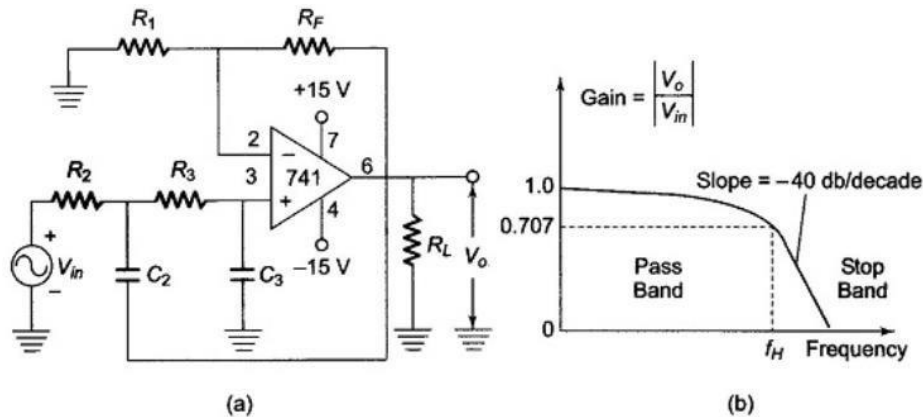 R1
RF
+15 V
2
7
R2
R3
3
−
741
6
+
4
−15 V
+
Vin
−
C2
C3
RL
Vo
(a)
Gain = |Vo/Vin|
1.0
0.707
Slope = −40 db/decade
Pass
Band
Stop
Band
0
fH
Frequency
(b)